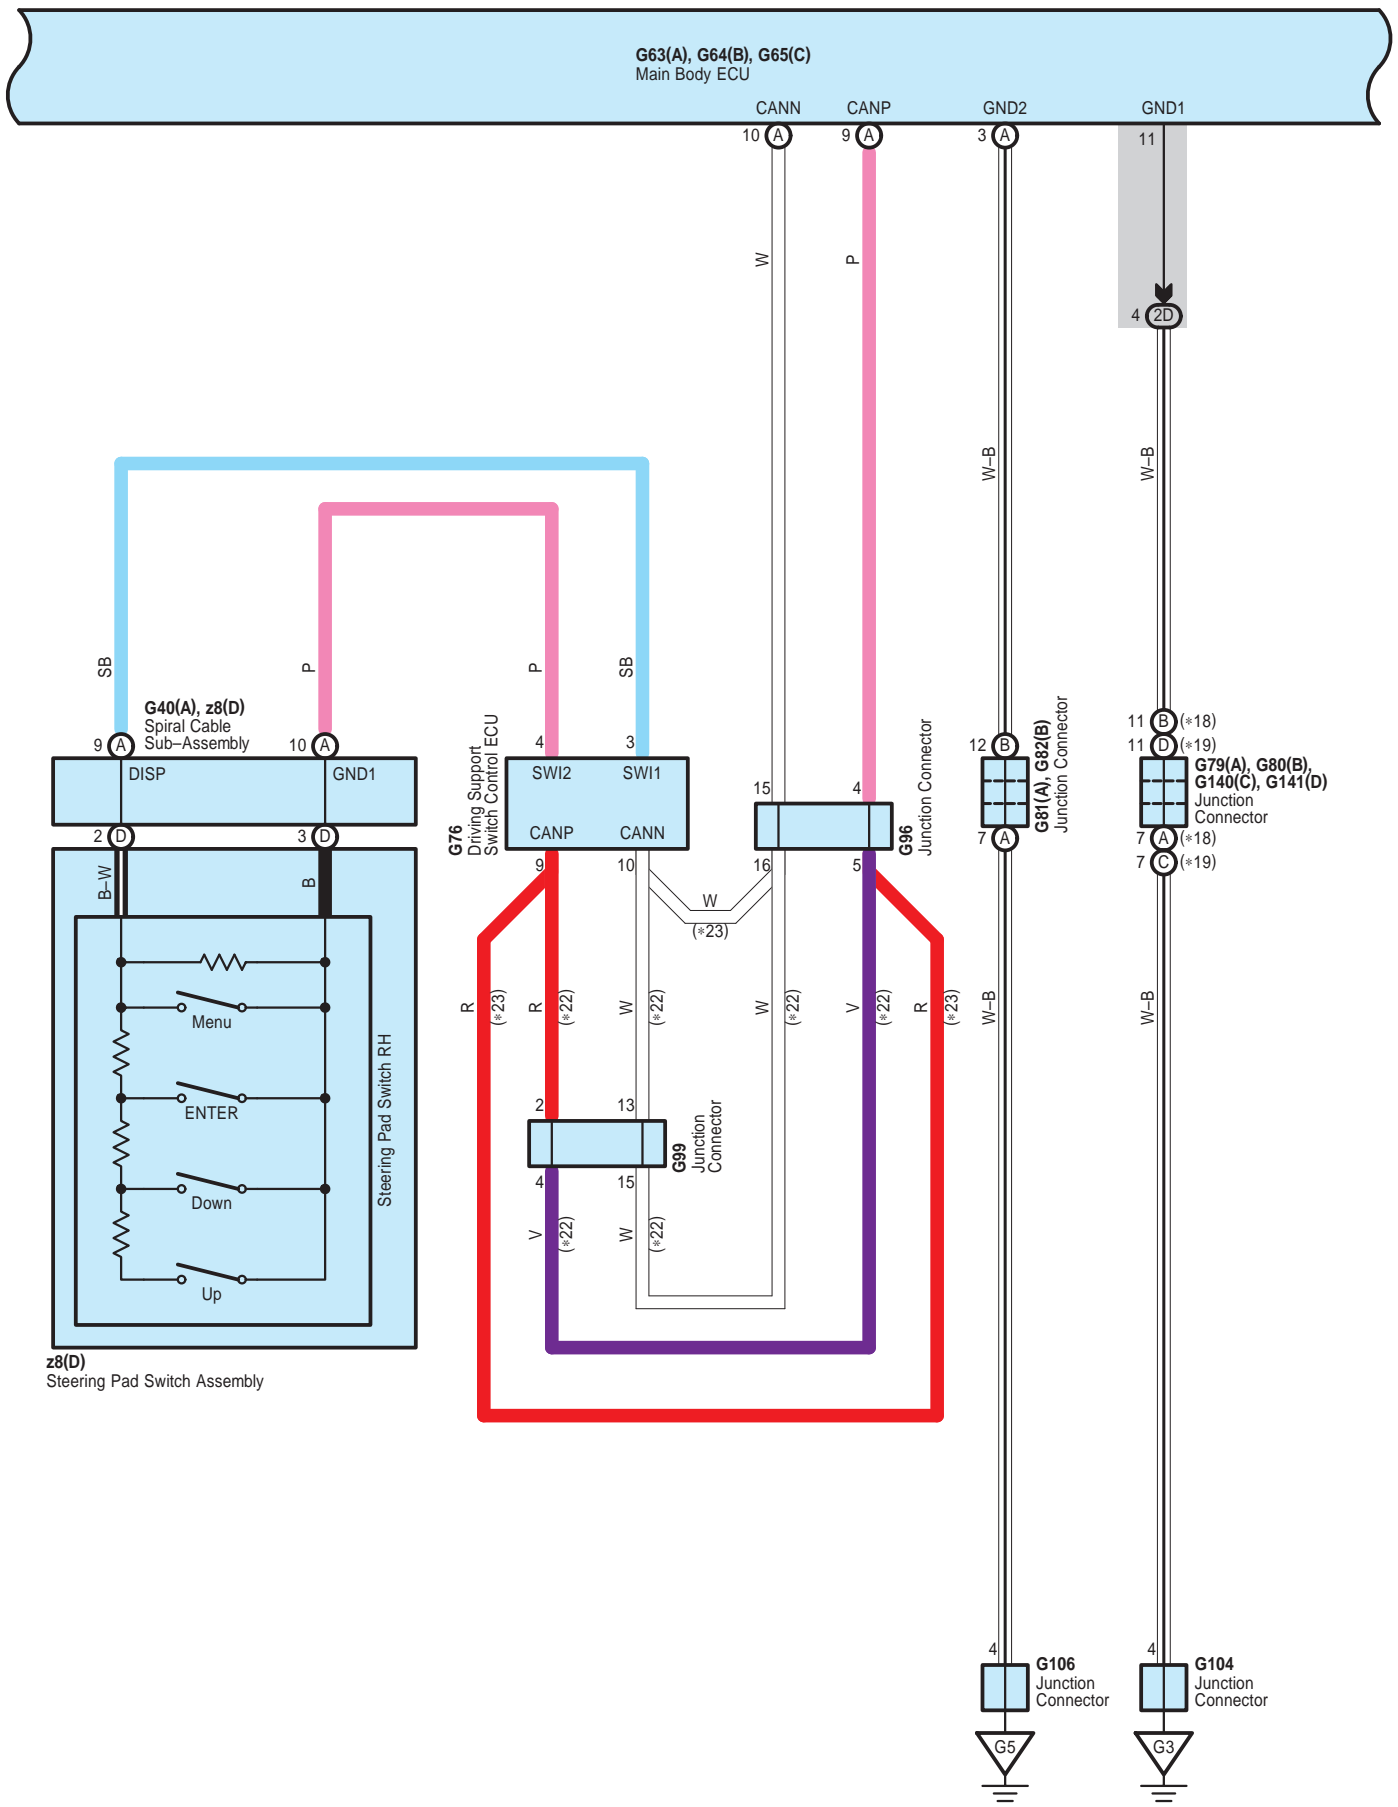 G63(A), G64(B), G65(C)
Main Body ECU
CANN
CANP
GND2
GND1
10 A
9 A
3 A
11
W
P
4 2D
W–B
W–B
SB
P
P
SB
G40(A), z8(D)
Spiral Cable
Sub–Assembly
9 A
10 A
DISP
GND1
2 D
3 D
B–W
B
Menu
ENTER
Down
Up
Steering Pad Switch RH
z8(D)
Steering Pad Switch Assembly
G76
Driving Support
Switch Control ECU
4
3
SWI2
SWI1
CANP
CANN
9
10
15
4
G96
Junction Connector
16
5
W
(*23)
R
(*23)
R
(*22)
W
(*22)
W
(*22)
V
(*22)
R
(*23)
2
13
G99
Junction
Connector
4
15
V
(*22)
W
(*22)
12 B
G81(A), G82(B)
Junction Connector
7 A
11 B (*18)
11 D (*19)
G79(A), G80(B),
G140(C), G141(D)
Junction
Connector
7 A (*18)
7 C (*19)
W–B
W–B
4
G106
Junction
Connector
G5
4
G104
Junction
Connector
G3